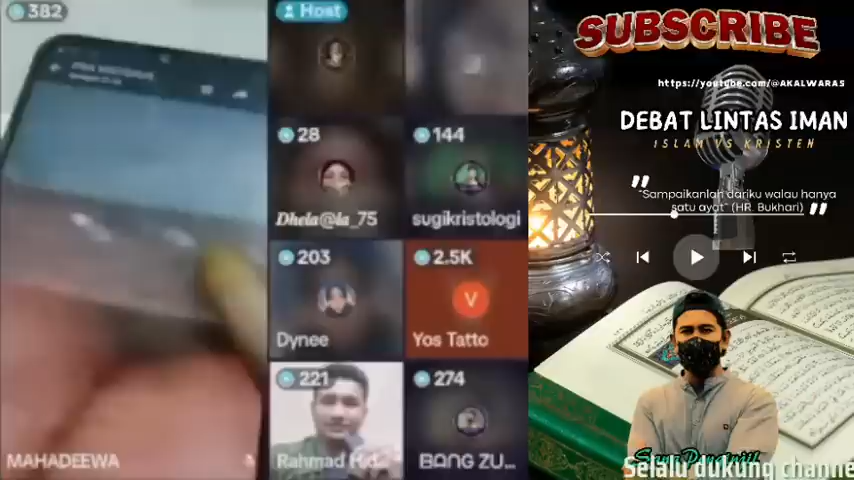 382
Host
28
144
Dhela@la_75
sugikristologi
203
2.5K
V
Dynee
Yos Tatto
221
274
Rahmad Hid...
BANG ZU...
MAHADEEWA
SUBSCRIBE
https://youtube.com/@AKALWARAS
DEBAT LINTAS IMAN
ISLAM VS KRISTEN
"Sampaikanlah dariku walau hanya
satu ayat" (HR. Bukhari)
Selalu dukung channe